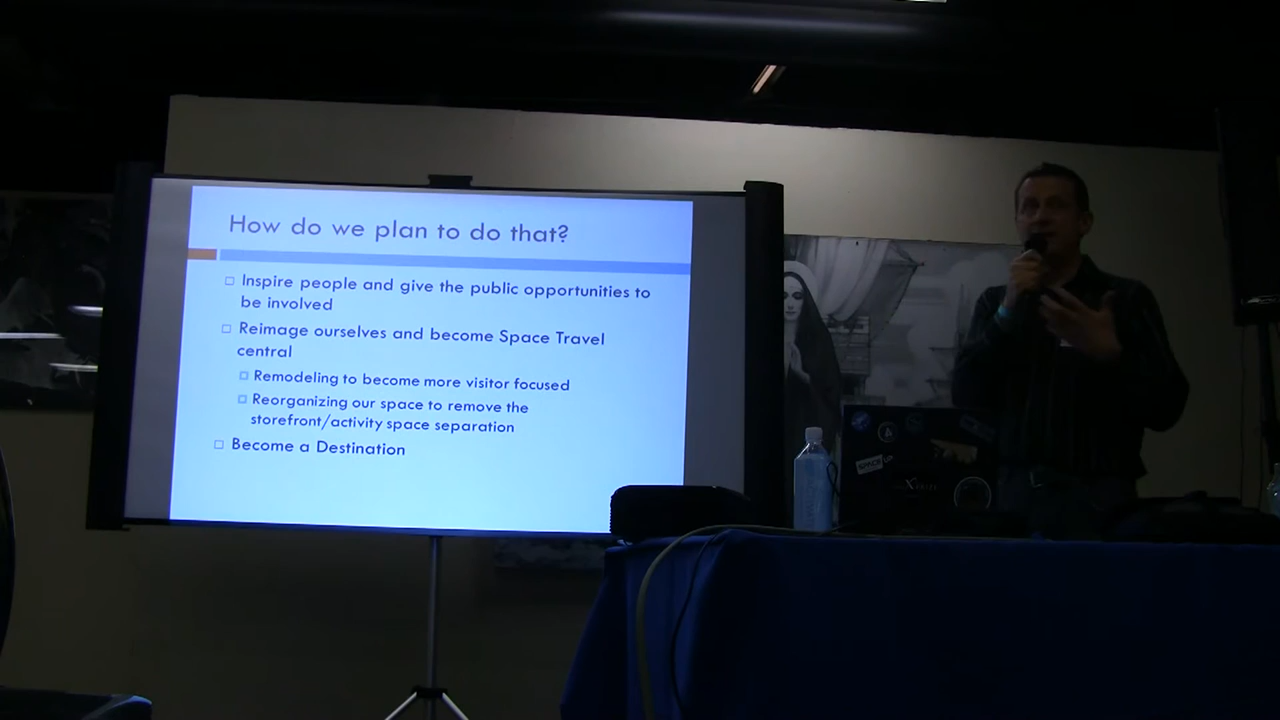 How do we plan to do that?
Inspire people and give the public opportunities to
be involved
Reimage ourselves and become Space Travel
central
Remodeling to become more visitor focused
Reorganizing our space to remove the
storefront/activity space separation
Become a Destination
SPACE